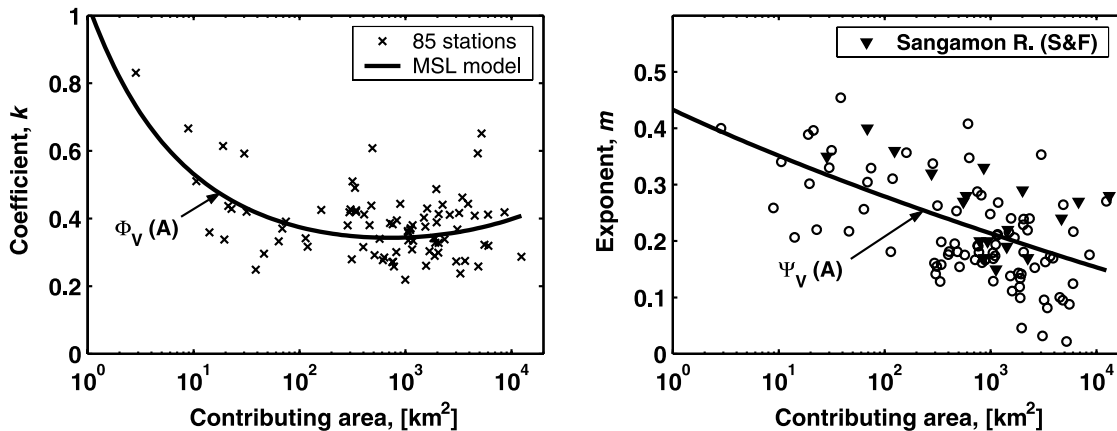 1
0.8
0.6
0.4
0.2
0
10^0
10^1
10^2
10^3
10^4
Coefficient, k
Contributing area, [km^2]
85 stations
MSL model
Φ_V (A)
0.5
0.4
0.3
0.2
0.1
0
10^0
10^1
10^2
10^3
10^4
Exponent, m
Contributing area, [km^2]
Sangamon R. (S&F)
Ψ_V (A)